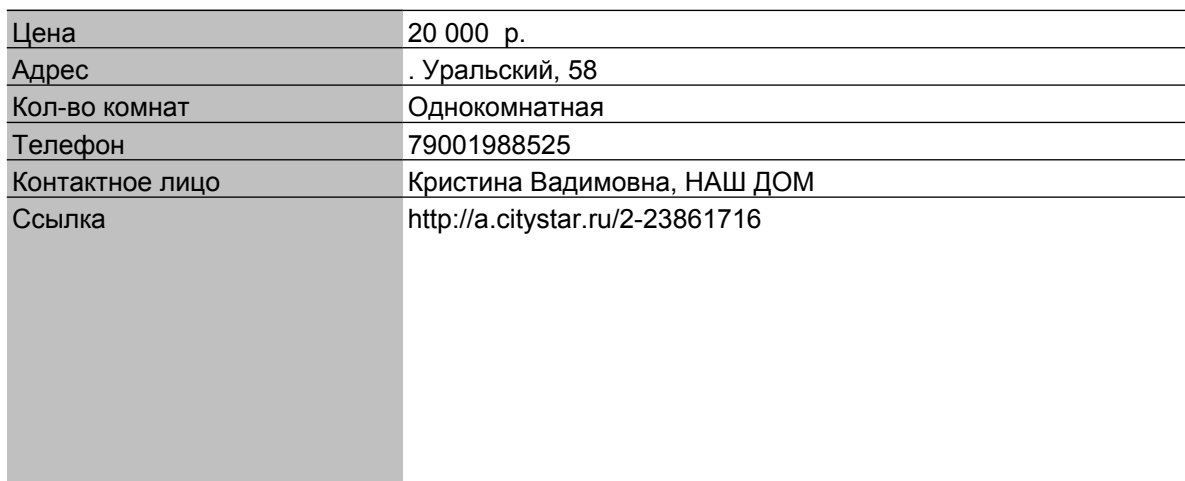 Цена 20 000 р.
Адрес . Уральский, 58
Кол-во комнат Однокомнатная
Телефон 79001988525
Контактное лицо Кристина Вадимовна, НАШ ДОМ
Ссылка http://a.citystar.ru/2-23861716